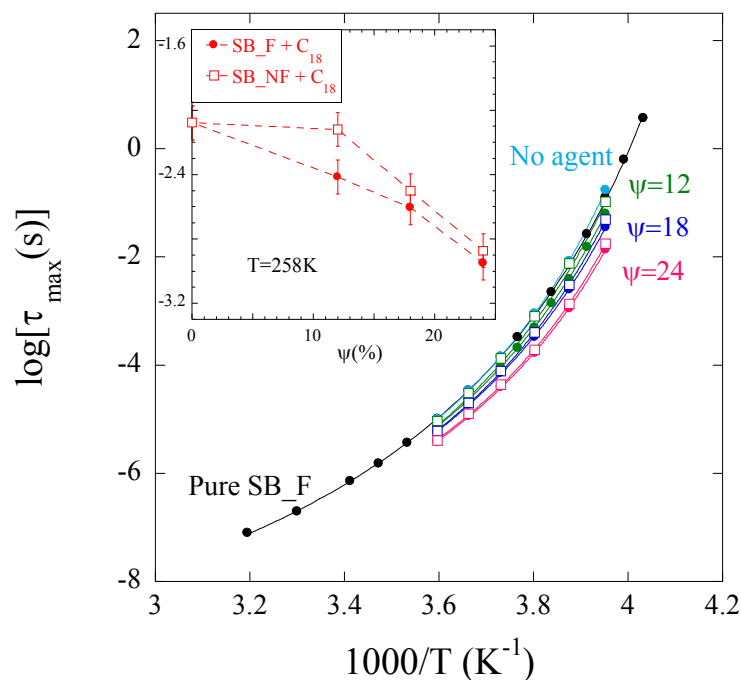 2
0
-2
-4
-6
-8
log[τ_max(s)]
3
3.2
3.4
3.6
3.8
4
4.2
1000/T (K⁻¹)
-1.6
-2.4
-3.2
0
10
20
ψ(%)
SB_F + C₁₈
SB_NF + C₁₈
T=258K
No agent
ψ=12
ψ=18
ψ=24
Pure SB_F